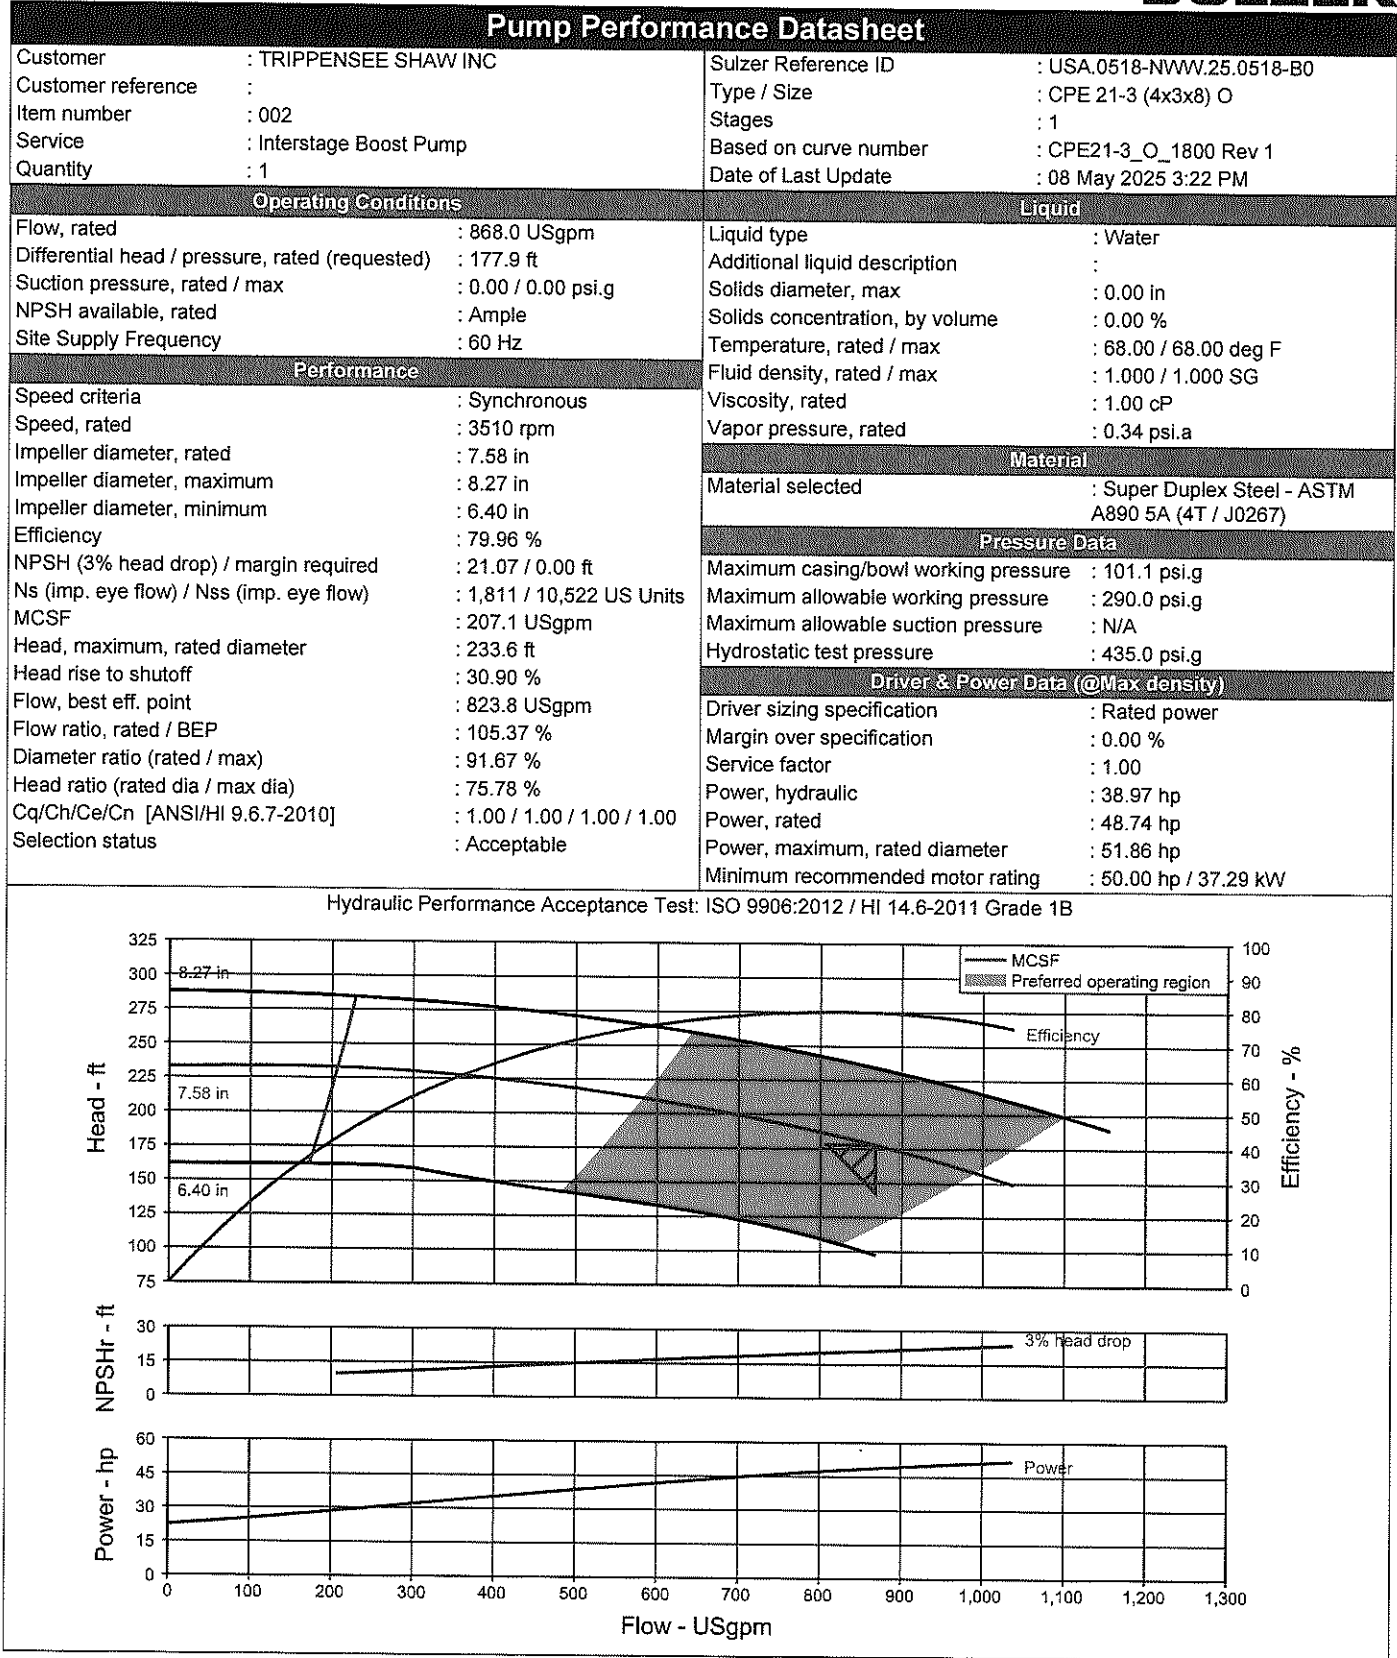 Pump Performance Datasheet
Customer : TRIPPENSEE SHAW INC
Customer reference :
Item number : 002
Service : Interstage Boost Pump
Quantity : 1
Sulzer Reference ID : USA.0518-NWW.25.0518-B0
Type / Size : CPE 21-3 (4x3x8) O
Stages : 1
Based on curve number : CPE21-3_O_1800 Rev 1
Date of Last Update : 08 May 2025 3:22 PM
Operating Conditions
Flow, rated : 868.0 USgpm
Differential head / pressure, rated (requested) : 177.9 ft
Suction pressure, rated / max : 0.00 / 0.00 psi.g
NPSH available, rated : Ample
Site Supply Frequency : 60 Hz
Performance
Speed criteria : Synchronous
Speed, rated : 3510 rpm
Impeller diameter, rated : 7.58 in
Impeller diameter, maximum : 8.27 in
Impeller diameter, minimum : 6.40 in
Efficiency : 79.96 %
NPSH (3% head drop) / margin required : 21.07 / 0.00 ft
Ns (imp. eye flow) / Nss (imp. eye flow) : 1,811 / 10,522 US Units
MCSF : 207.1 USgpm
Head, maximum, rated diameter : 233.6 ft
Head rise to shutoff : 30.90 %
Flow, best eff. point : 823.8 USgpm
Flow ratio, rated / BEP : 105.37 %
Diameter ratio (rated / max) : 91.67 %
Head ratio (rated dia / max dia) : 75.78 %
Cq/Ch/Ce/Cn [ANSI/HI 9.6.7-2010] : 1.00 / 1.00 / 1.00 / 1.00
Selection status : Acceptable
Liquid
Liquid type : Water
Additional liquid description :
Solids diameter, max : 0.00 in
Solids concentration, by volume : 0.00 %
Temperature, rated / max : 68.00 / 68.00 deg F
Fluid density, rated / max : 1.000 / 1.000 SG
Viscosity, rated : 1.00 cP
Vapor pressure, rated : 0.34 psi.a
Material
Material selected : Super Duplex Steel - ASTM
A890 5A (4T / J0267)
Pressure Data
Maximum casing/bowl working pressure : 101.1 psi.g
Maximum allowable working pressure : 290.0 psi.g
Maximum allowable suction pressure : N/A
Hydrostatic test pressure : 435.0 psi.g
Driver & Power Data (@Max density)
Driver sizing specification : Rated power
Margin over specification : 0.00 %
Service factor : 1.00
Power, hydraulic : 38.97 hp
Power, rated : 48.74 hp
Power, maximum, rated diameter : 51.86 hp
Minimum recommended motor rating : 50.00 hp / 37.29 kW
Hydraulic Performance Acceptance Test: ISO 9906:2012 / HI 14.6-2011 Grade 1B
Head - ft
325
300
275
250
225
200
175
150
125
100
75
8.27 in
7.58 in
6.40 in
MCSF
Preferred operating region
Efficiency
100
90
80
70
60
50
40
30
20
10
0
Efficiency - %
NPSHr - ft
30
15
0
3% head drop
Power - hp
60
45
30
15
0
Power
0 100 200 300 400 500 600 700 800 900 1,000 1,100 1,200 1,300
Flow - USgpm